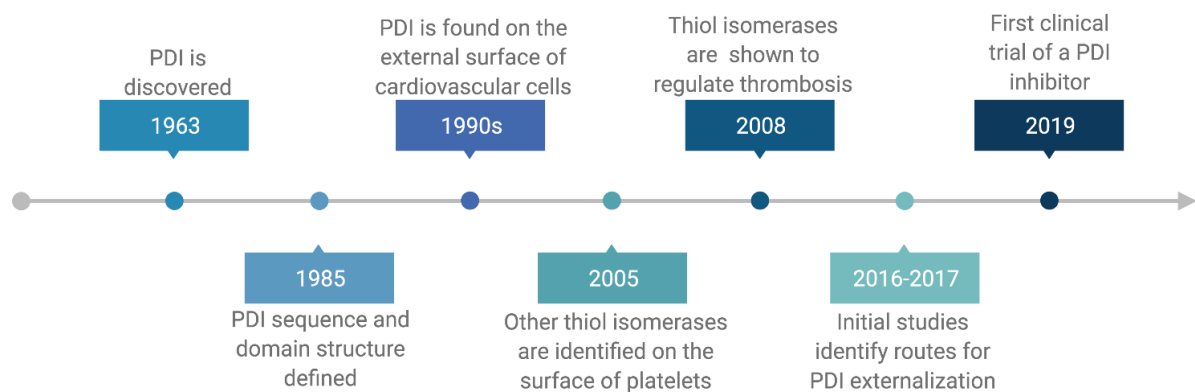 PDI is
discovered
1963
1985
PDI sequence and
domain structure
defined
PDI is found on the
external surface of
cardiovascular cells
1990s
2005
Other thiol isomerases
are identified on the
surface of platelets
Thiol isomerases
are shown to
regulate thrombosis
2008
2016-2017
Initial studies
identify routes for
PDI externalization
First clinical
trial of a PDI
inhibitor
2019